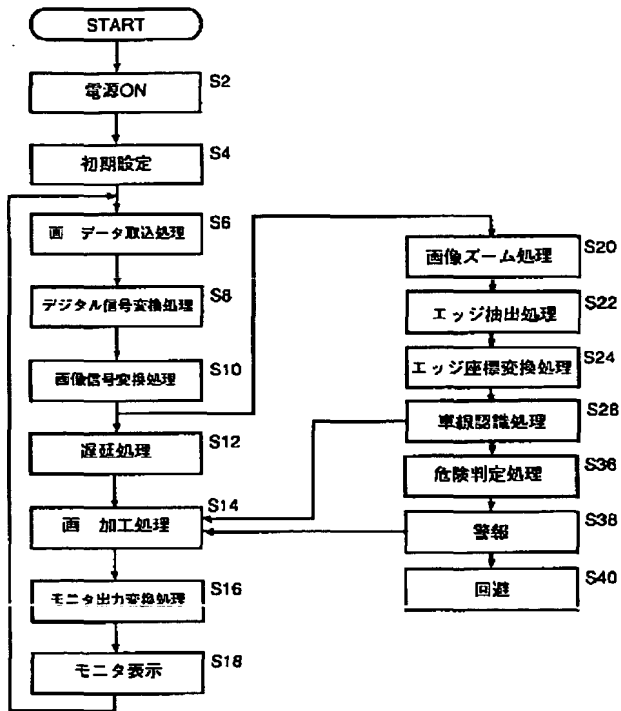 START
電源ON
S2
初期設定
S4
画 データ取込処理
S6
デジタル信号変換処理
S8
画像信号変換処理
S10
遅延処理
S12
画 加工処理
S14
モニタ出力変換処理
S16
モニタ表示
S18
画像ズーム処理
S20
エッジ抽出処理
S22
エッジ座標変換処理
S24
車線認識処理
S28
危険判定処理
S36
警報
S38
回避
S40